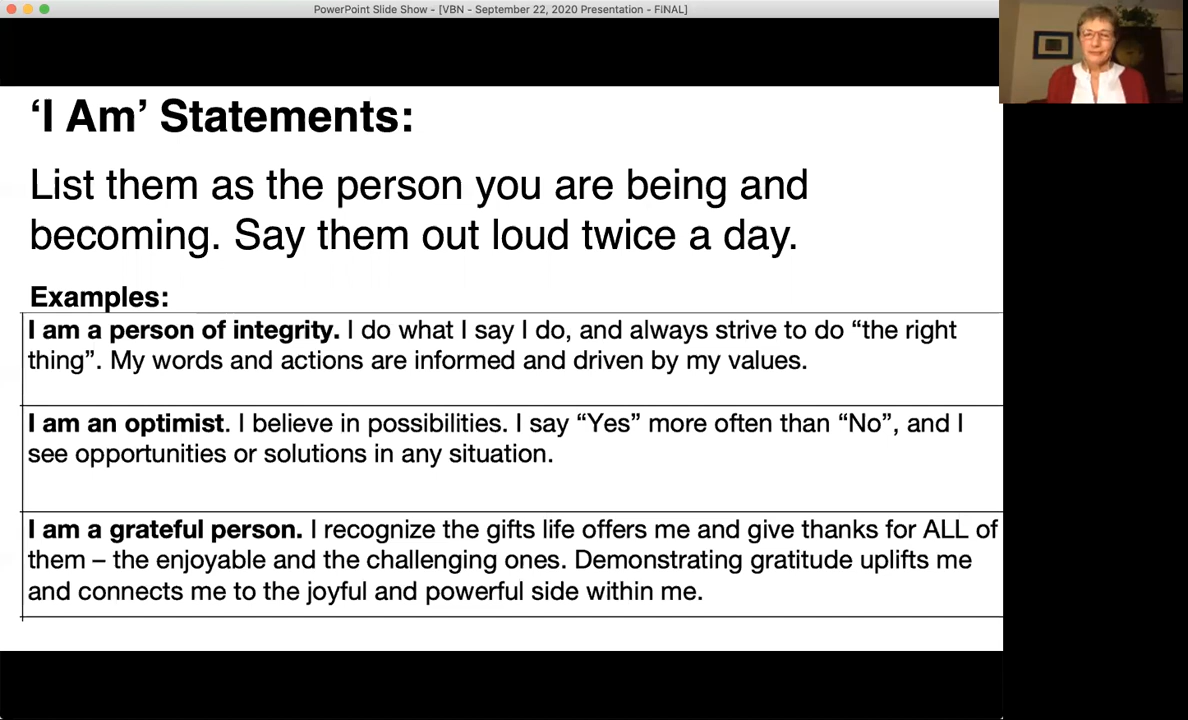 PowerPoint Slide Show - [VBN - September 22, 2020 Presentation - FiNAL]
‘I Am’ Statements:
List them as the person you are being and
becoming. Say them out loud twice a day.
Examples:
I am a person of integrity. I do what I say I do, and always strive to do “the right
thing”. My words and actions are informed and driven by my values.
I am an optimist. I believe in possibilities. I say “Yes” more often than “No”, and I
see opportunities or solutions in any situation.
I am a grateful person. I recognize the gifts life offers me and give thanks for ALL of
them – the enjoyable and the challenging ones. Demonstrating gratitude uplifts me
and connects me to the joyful and powerful side within me.